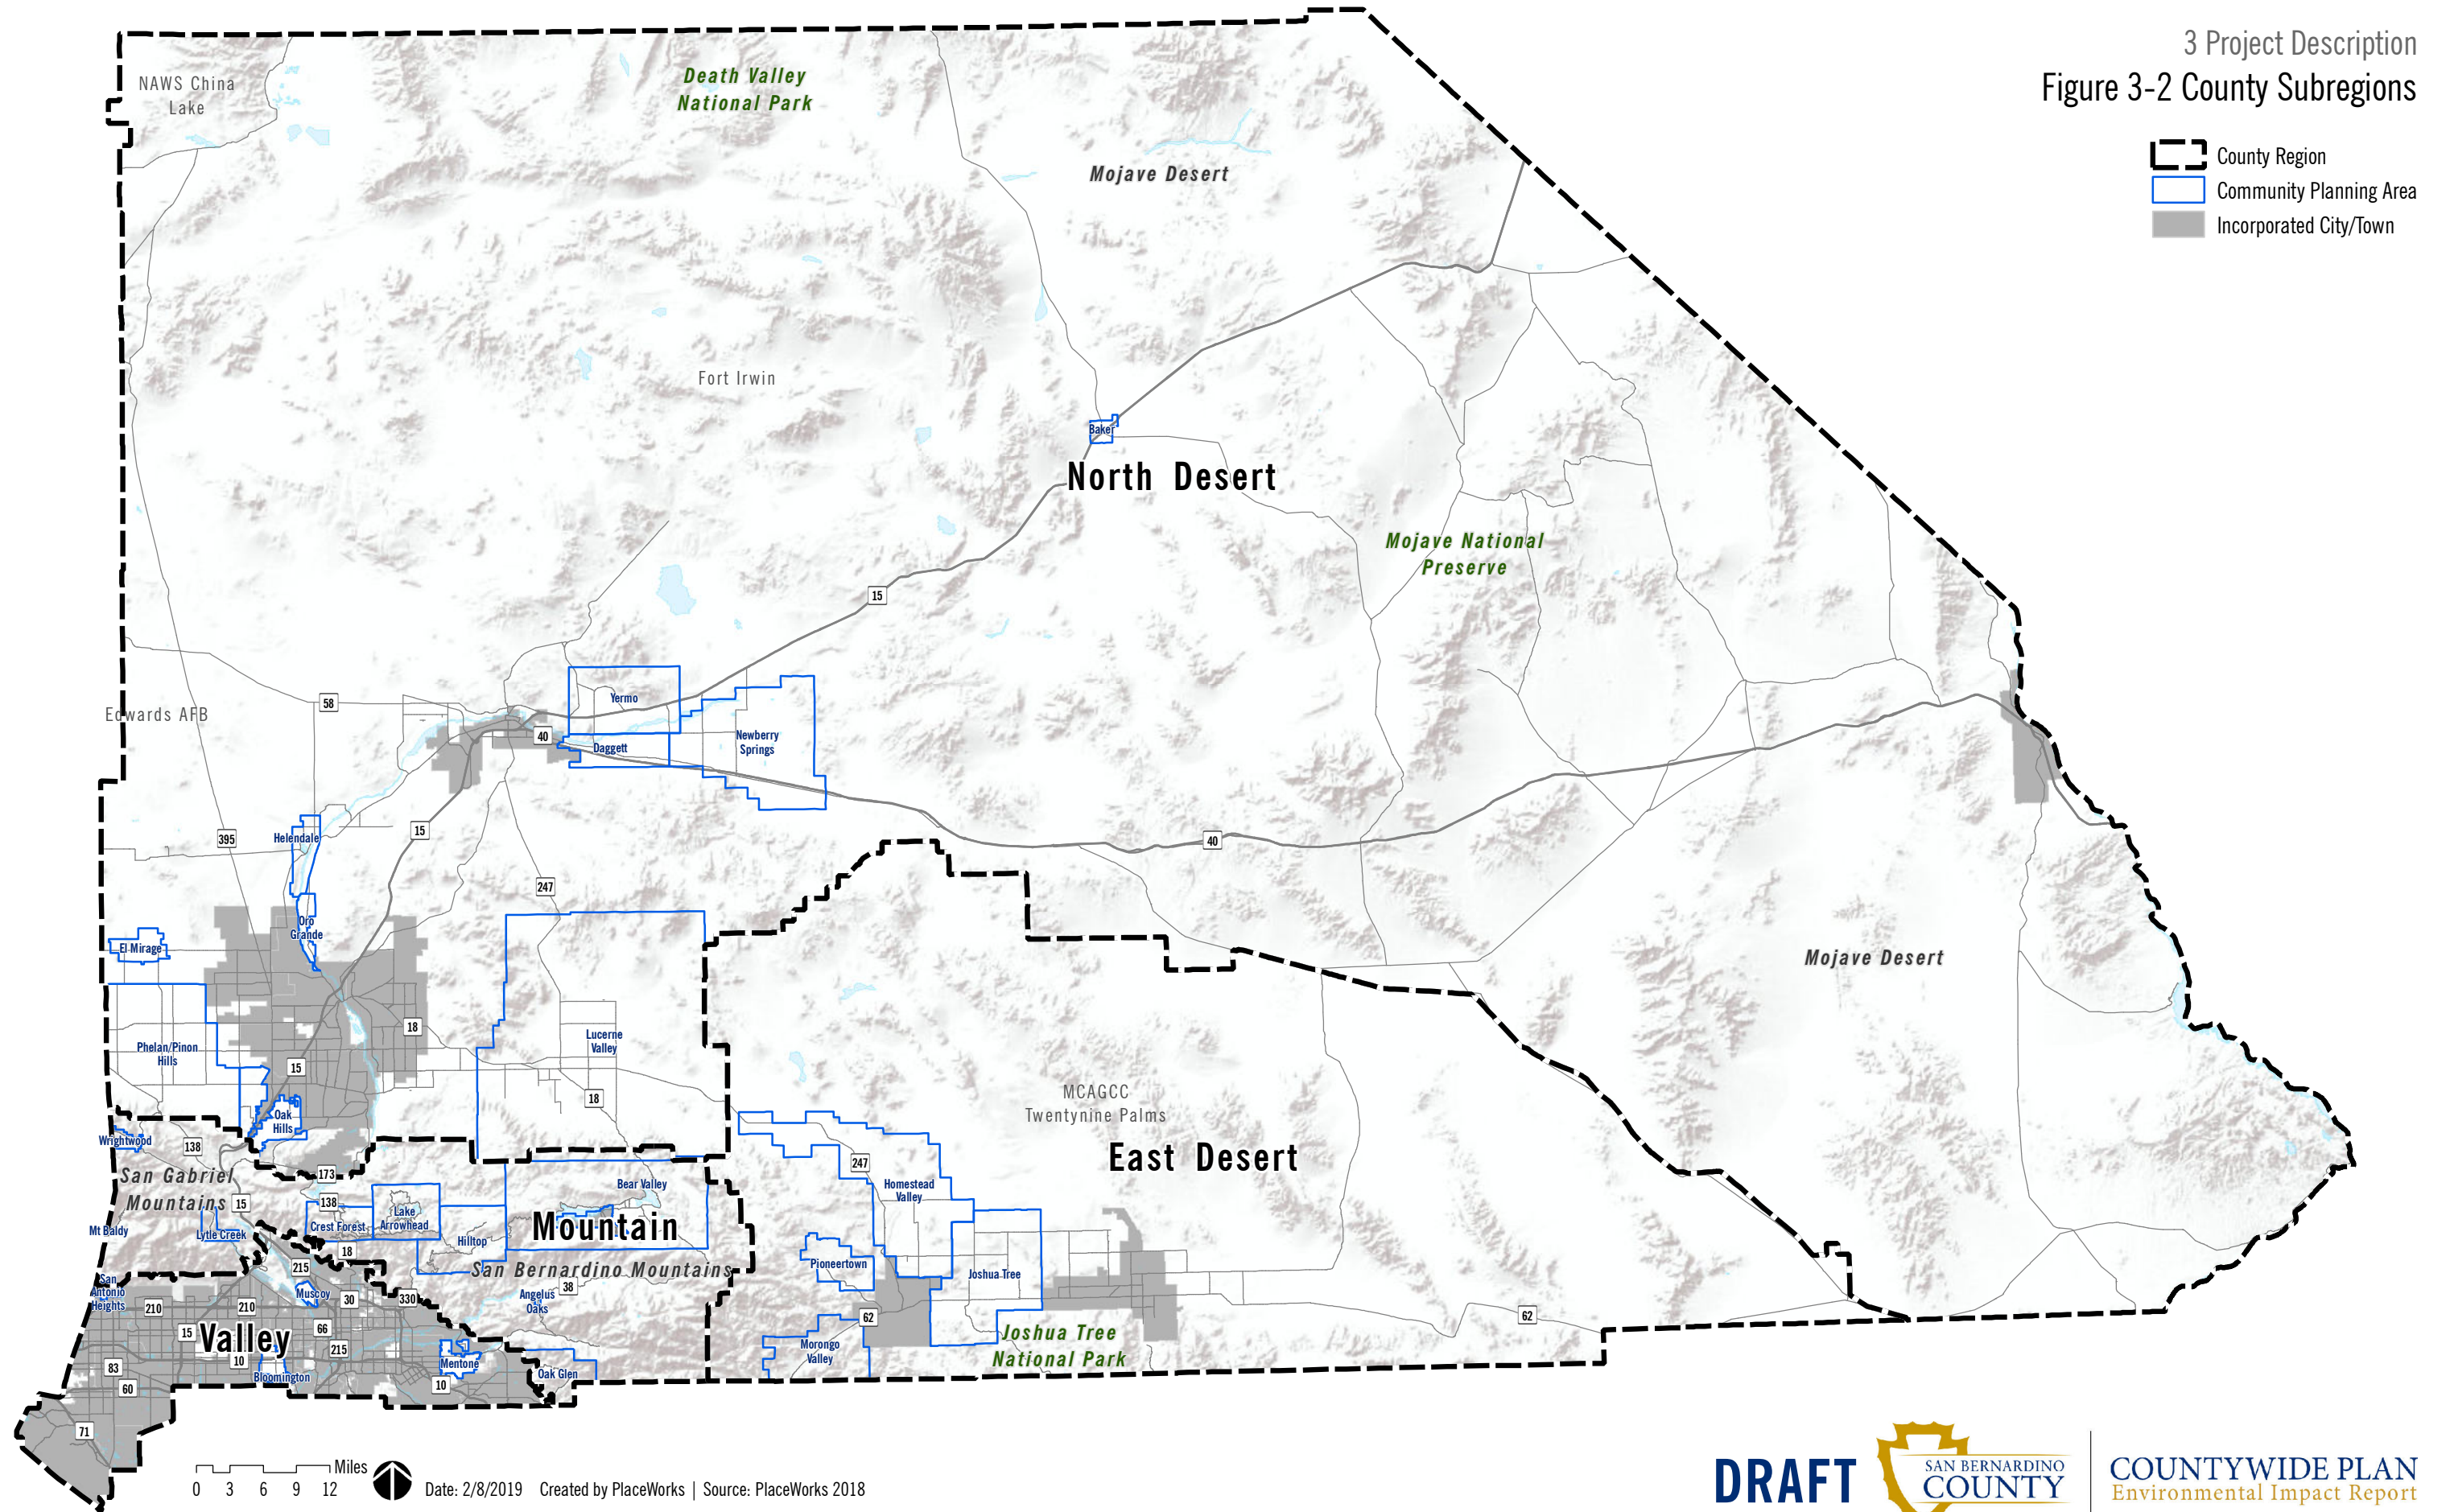 3 Project Description
Figure 3-2 County Subregions
County Region
Community Planning Area
Incorporated City/Town
NAWS China
Lake
Death Valley
National Park
Mojave Desert
Fort Irwin
Baker
North Desert
Mojave National
Preserve
15
Yermo
58
Edwards AFB
40
Daggett
Newberry
Springs
Helendale
395
15
40
247
Oro
Grande
El Mirage
Mojave Desert
18
Lucerne
Valley
Phelan/Pinon
Hills
15
18
MCAGCC
Twentynine Palms
Oak
Hills
Wrightwood
138
East Desert
247
173
San Gabriel
Mountains
Bear Valley
Homestead
Valley
15
138
Lake
Arrowhead
Crest Forest
Mt Baldy
Lytle Creek
Mountain
Hilltop
18
215
San Bernardino Mountains
Pioneertown
Joshua Tree
38
San
Antonio
Heights
Muscoy
Angelus
Oaks
210
210
30
330
62
62
15
Valley
66
215
Joshua Tree
National Park
Morongo
Valley
83
10
Mentone
Bloomington
Oak Glen
60
10
71
Miles
0 3 6 9 12
Date: 2/8/2019 Created by PlaceWorks | Source: PlaceWorks 2018
DRAFT
SAN BERNARDINO
COUNTY
COUNTYWIDE PLAN
Environmental Impact Report